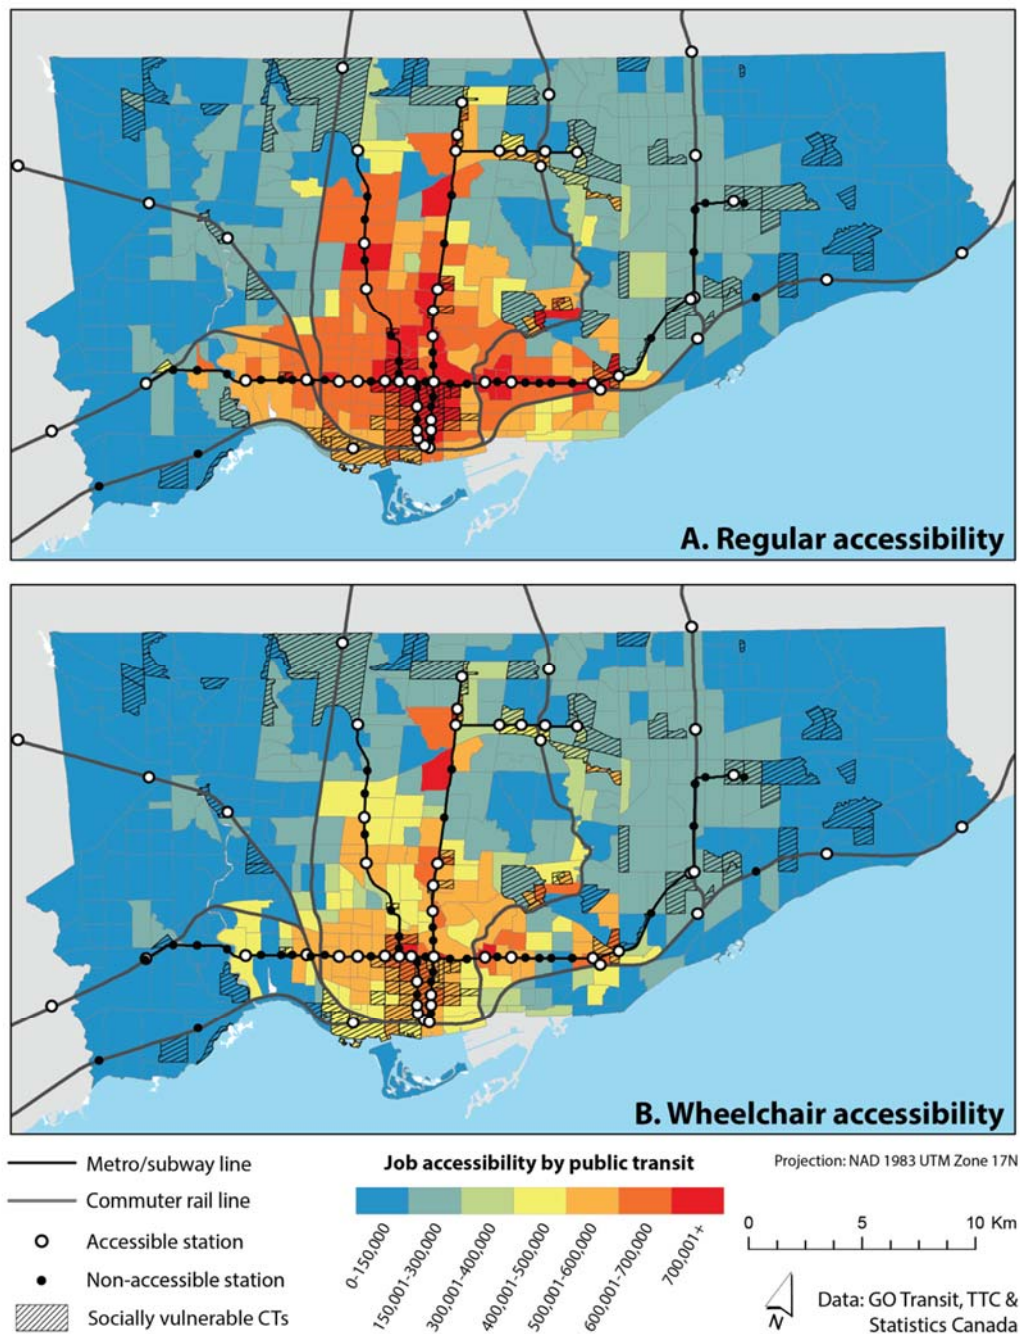 A. Regular accessibility
B. Wheelchair accessibility
Metro/subway line
Commuter rail line
Accessible station
Non-accessible station
Socially vulnerable CTs
Job accessibility by public transit
0-150,000
150,001-300,000
300,001-400,000
400,001-500,000
500,001-600,000
600,001-700,000
700,001+
Projection: NAD 1983 UTM Zone 17N
0 5 10 Km
N
Data: GO Transit, TTC &
Statistics Canada